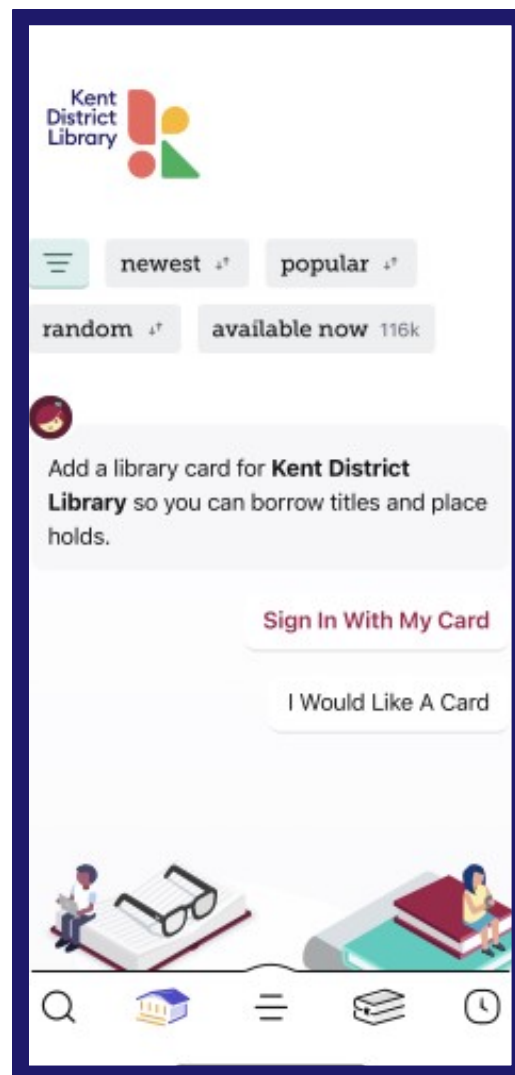 Kent
District
Library
newest
popular
random
available now 116k
Add a library card for Kent District
Library so you can borrow titles and place
holds.
Sign In With My Card
I Would Like A Card